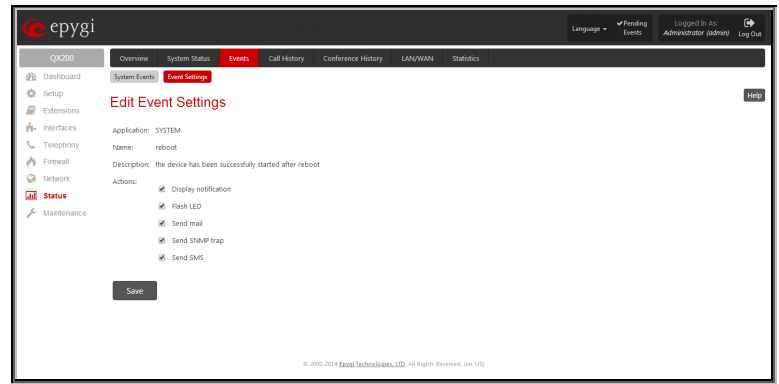 epygi
Language
Pending Events
Logged In As: Administrator (admin)
Log Out
QX200
Dashboard
Setup
Extensions
Interfaces
Telephony
Firewall
Network
Status
Maintenance
Overview System Status Events Call History Conference History LAN/WAN Statistics
System Events Event Settings
Help
Edit Event Settings
Application: SYSTEM
Name: reboot
Description: the device has been successfully started after reboot
Actions:
Display notification
Flash LED
Send mail
Send SNMP trap
Send SMS
Save
© 2000-2014 Epygi Technologies, LTD. All Rights Reserved. (en_US)